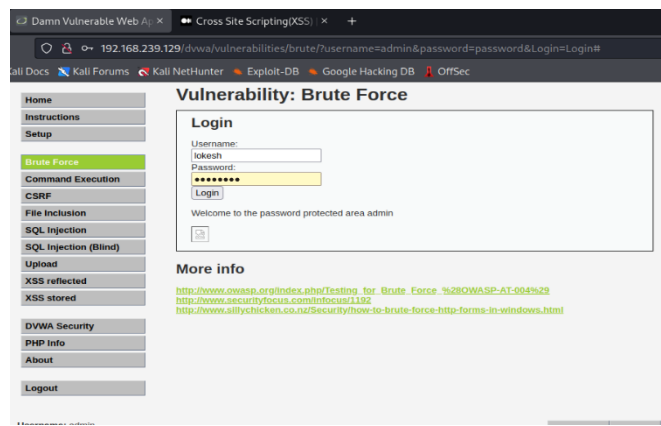 Damn Vulnerable Web Ap ×
Cross Site Scripting(XSS) | ×
+
192.168.239.129/dvwa/vulnerabilities/brute/?username=admin&password=password&Login=Login#
Kali Docs
Kali Forums
Kali NetHunter
Exploit-DB
Google Hacking DB
OffSec
Home
Instructions
Setup
Brute Force
Command Execution
CSRF
File Inclusion
SQL Injection
SQL Injection (Blind)
Upload
XSS reflected
XSS stored
DVWA Security
PHP Info
About
Logout
Username: admin
Vulnerability: Brute Force
Login
Username:
lokesh
Password:
••••••••
Login
Welcome to the password protected area admin
More info
http://www.owasp.org/index.php/Testing_for_Brute_Force_%28OWASP-AT-004%29
http://www.securityfocus.com/infocus/1192
http://www.sillychicken.co.nz/Security/how-to-brute-force-http-forms-in-windows.html